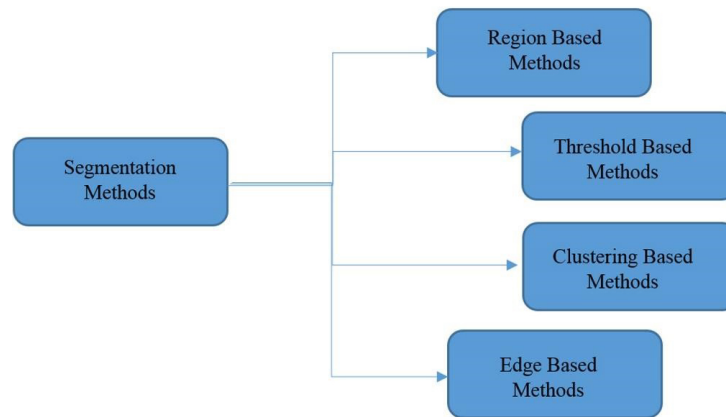 Region Based
Methods
Segmentation
Methods
Threshold Based
Methods
Clustering Based
Methods
Edge Based
Methods